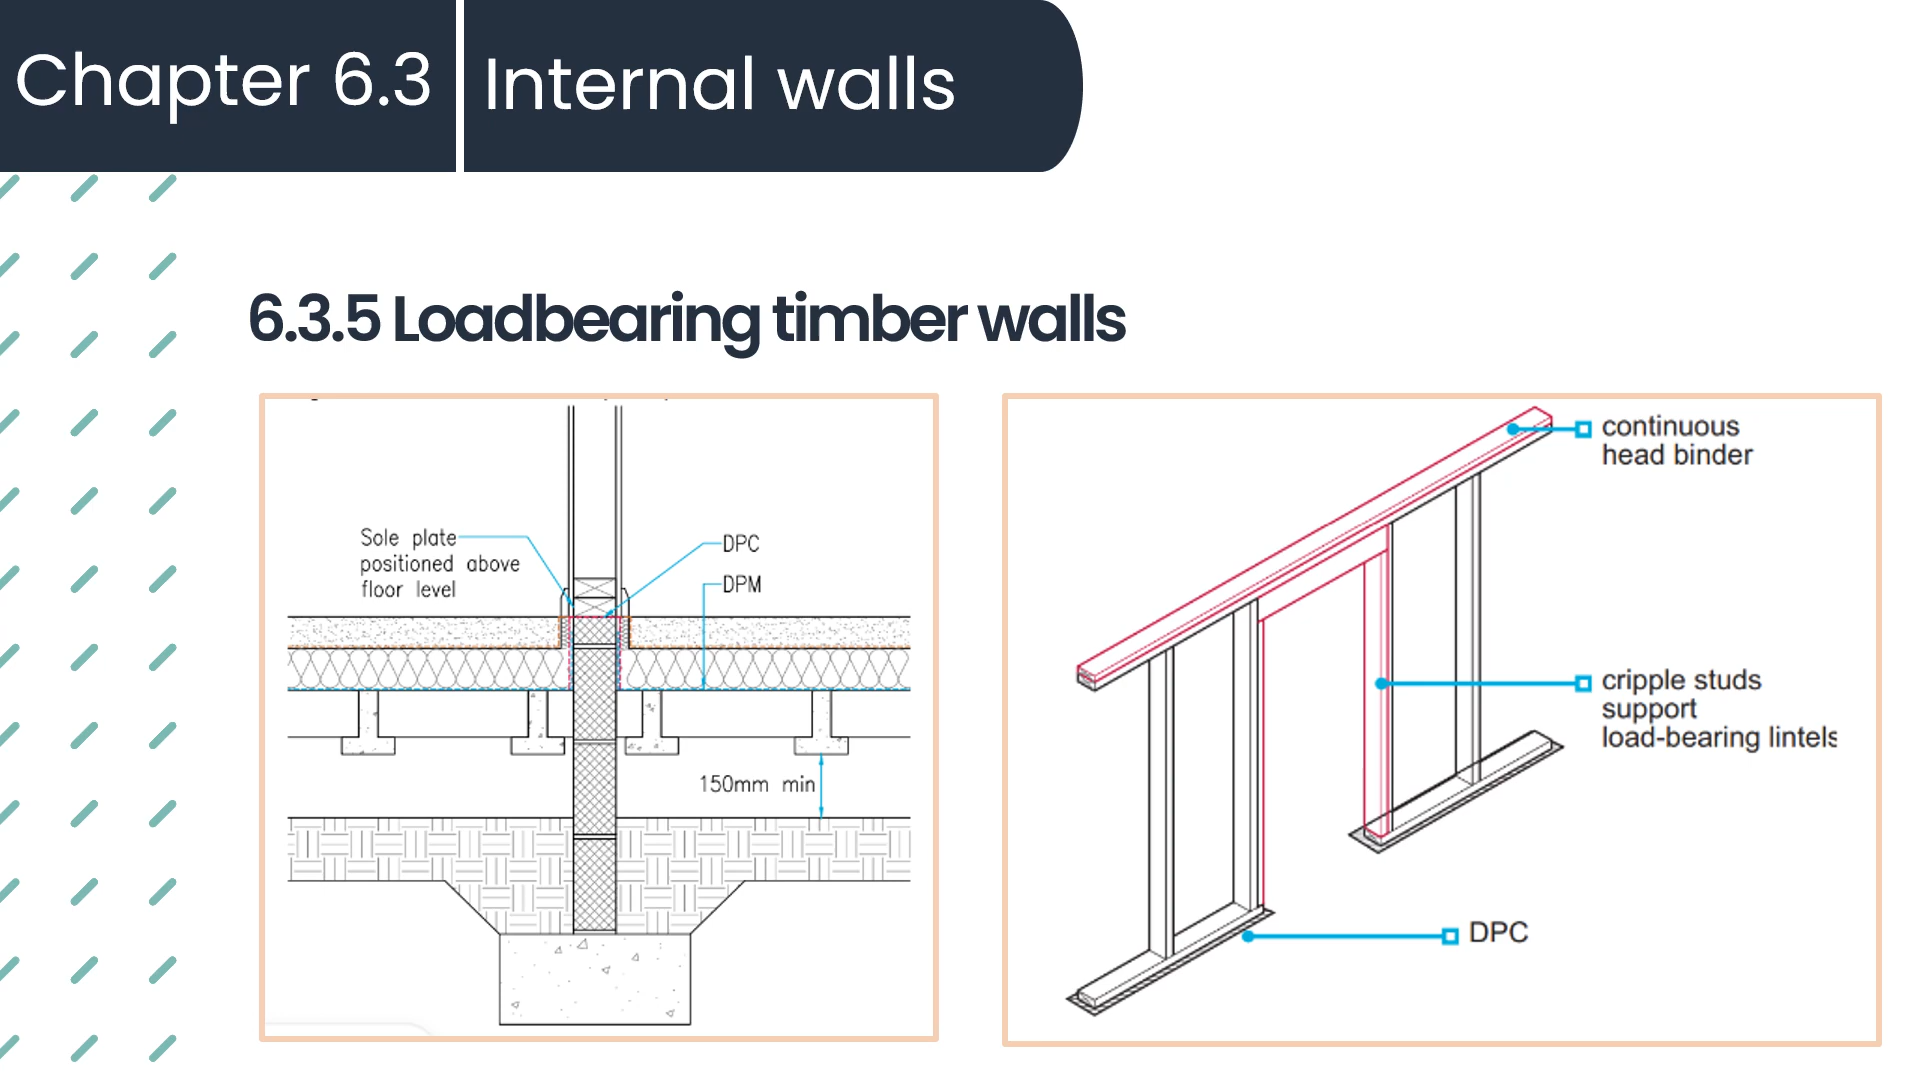 Chapter 6.3
Internal walls
6.3.5 Loadbearing timber walls
Sole plate
positioned above
floor level
DPC
DPM
150mm min
continuous
head binder
cripple studs
support
load-bearing lintels
DPC